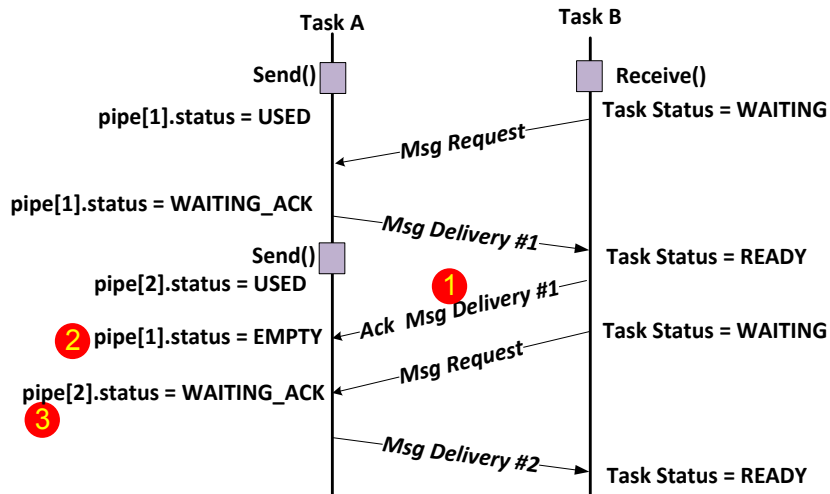 Task A
Task B
Send()
Receive()
pipe[1].status = USED
Task Status = WAITING
Msg Request
pipe[1].status = WAITING_ACK
Msg Delivery #1
Send()
Task Status = READY
pipe[2].status = USED
1
Ack Msg Delivery #1
2
pipe[1].status = EMPTY
Task Status = WAITING
Msg Request
pipe[2].status = WAITING_ACK
3
Msg Delivery #2
Task Status = READY